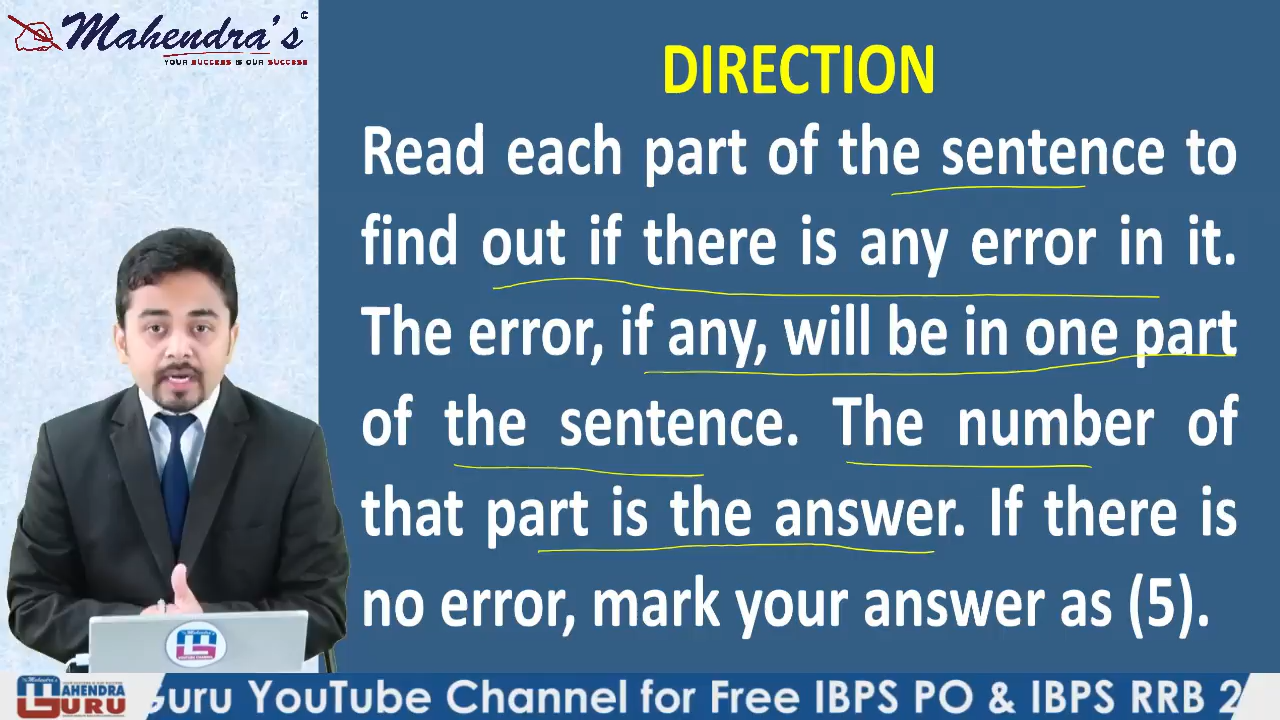 Mahendra's
YOUR SUCCESS IS OUR SUCCESS
DIRECTION
Read each part of the sentence to
find out if there is any error in it.
The error, if any, will be in one part
of the sentence. The number of
that part is the answer. If there is
no error, mark your answer as (5).
Mahendra's
MAHENDRA
GURU
Guru YouTube Channel for Free IBPS PO & IBPS RRB 2